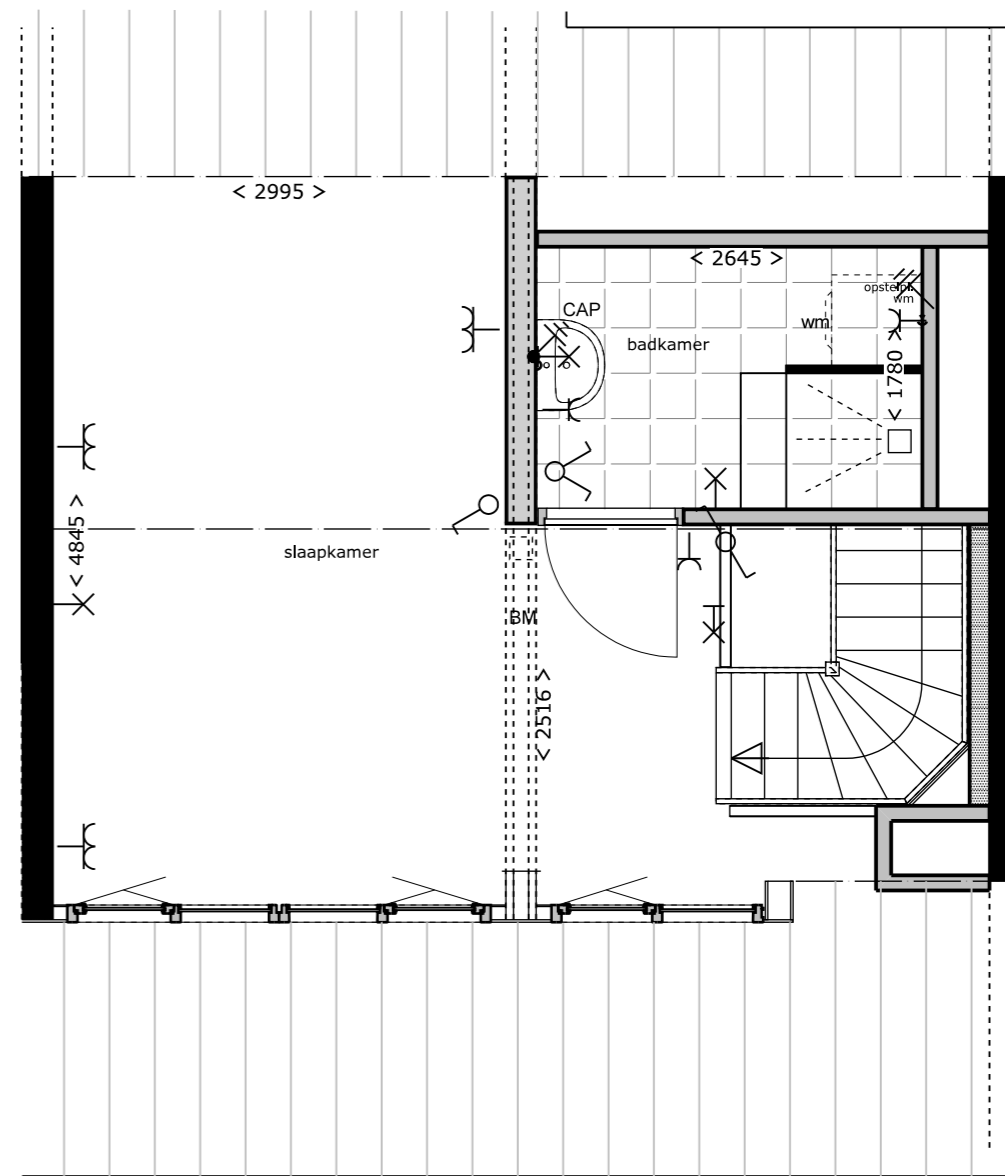 < 2995 >
< 2645 >
opstelpl.
wm
CAP
wm
badkamer
< 1780 >
< 4845 >
slaapkamer
BM
< 2516 >